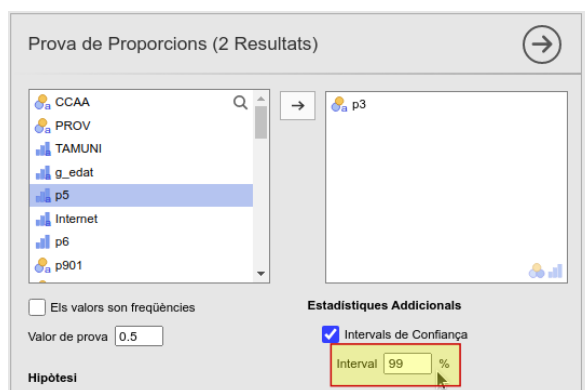 Prova de Proporcions (2 Resultats)
CCAA
PROV
TAMUNI
g_edat
p5
Internet
p6
p901
p3
Els valors son freqüències
Valor de prova 0.5
Hipòtesi
Estadístiques Addicionals
Intervals de Confiança
Interval 99 %